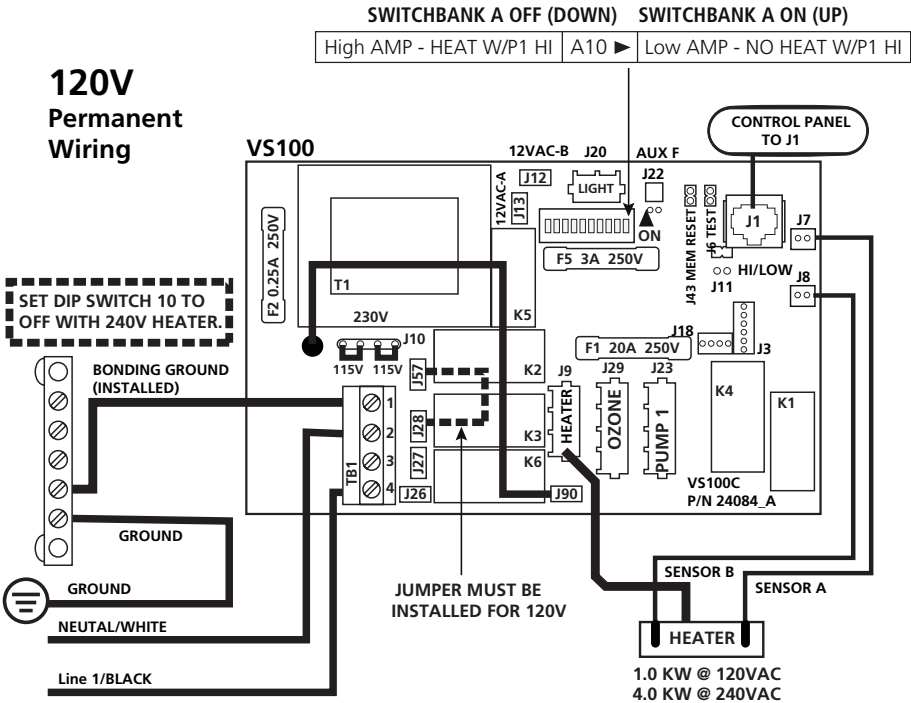 SWITCHBANK A OFF (DOWN) SWITCHBANK A ON (UP)
High AMP - HEAT W/P1 HI A10 ► Low AMP - NO HEAT W/P1 HI
120V
Permanent
Wiring
CONTROL PANEL
TO J1
VS100
12VAC-B
J20
AUX F
J12
LIGHT
J22
12VAC-A
J13
J43 MEM RESET
J6 TEST
J1
J7
ON
F2 0.25A 250V
F5 3A 250V
HI/LOW
J11
J8
T1
K5
SET DIP SWITCH 10 TO
OFF WITH 240V HEATER.
230V
J10
J18
J3
F1 20A 250V
115V 115V
J57
K2
J9
J29
J23
BONDING GROUND
(INSTALLED)
HEATER
OZONE
PUMP 1
K4
K1
1
2
3
4
TB1
J28
K3
J27
K6
J26
J90
VS100C
P/N 24084_A
GROUND
GROUND
JUMPER MUST BE
INSTALLED FOR 120V
SENSOR B
SENSOR A
NEUTAL/WHITE
HEATER
Line 1/BLACK
1.0 KW @ 120VAC
4.0 KW @ 240VAC